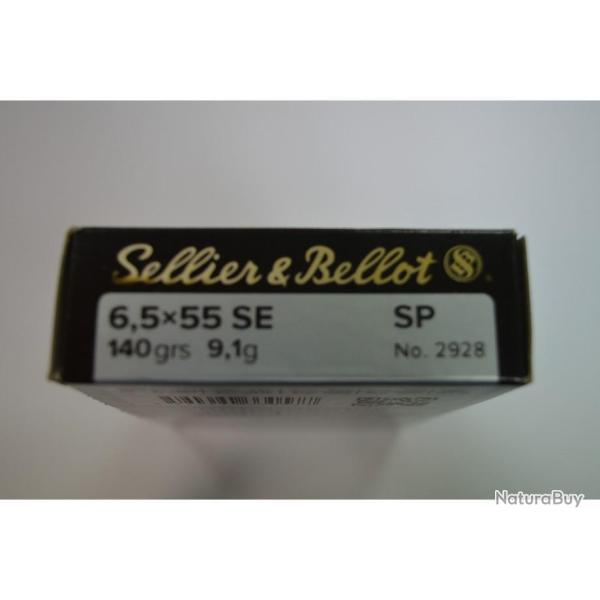 Sellier & Bellot
6,5×55 SE SP
140grs 9,1g No. 2928
NaturaBuy